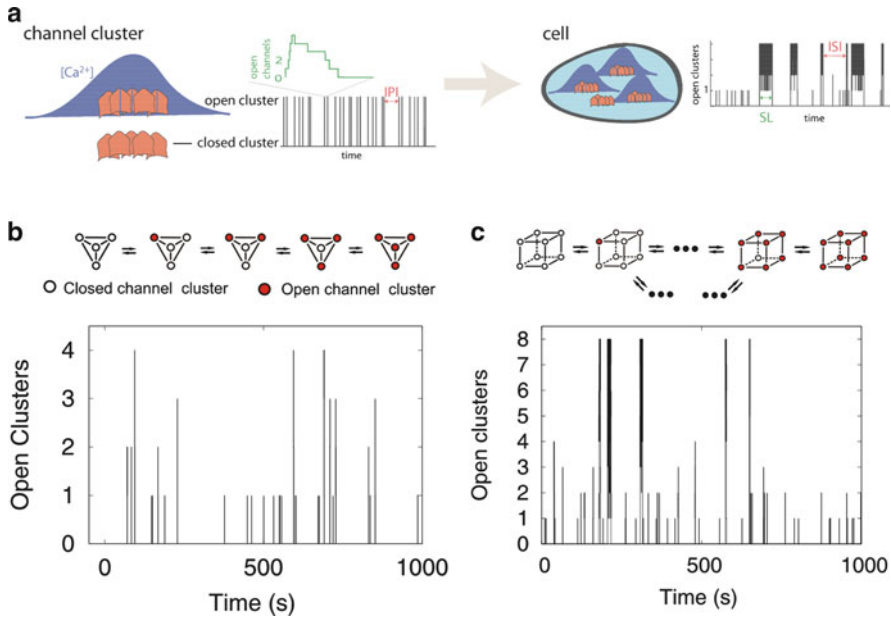 a
channel cluster
[Ca²⁺]
open channels
2
0
open cluster
IPI
closed cluster
time
cell
open clusters
1
ISI
SL
time
b
Closed channel cluster
Open channel cluster
Open Clusters
4
3
2
1
0
0 500 1000
Time (s)
c
Open clusters
8
7
6
5
4
3
2
1
0
0 500 1000
Time (s)